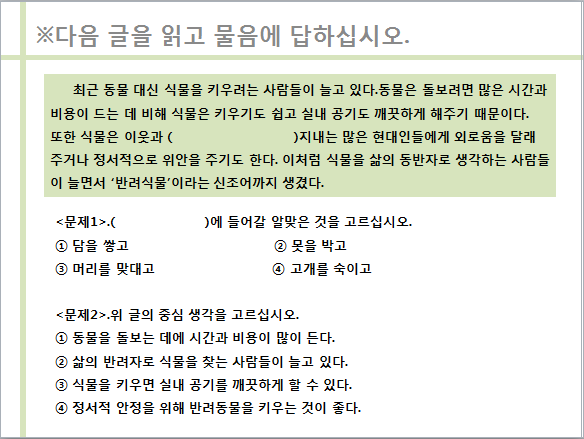 ※다음 글을 읽고 물음에 답하십시오.
최근 동물 대신 식물을 키우려는 사람들이 늘고 있다.동물은 돌보려면 많은 시간과
비용이 드는 데 비해 식물은 키우기도 쉽고 실내 공기도 깨끗하게 해주기 때문이다.
또한 식물은 이웃과 ( )지내는 많은 현대인들에게 외로움을 달래
주거나 정서적으로 위안을 주기도 한다. 이처럼 식물을 삶의 동반자로 생각하는 사람들
이 늘면서 ‘반려식물’이라는 신조어까지 생겼다.
<문제1>.( )에 들어갈 알맞은 것을 고르십시오.
① 담을 쌓고 ② 못을 박고
③ 머리를 맞대고 ④ 고개를 숙이고
<문제2>.위 글의 중심 생각을 고르십시오.
① 동물을 돌보는 데에 시간과 비용이 많이 든다.
② 삶의 반려자로 식물을 찾는 사람들이 늘고 있다.
③ 식물을 키우면 실내 공기를 깨끗하게 할 수 있다.
④ 정서적 안정을 위해 반려동물을 키우는 것이 좋다.